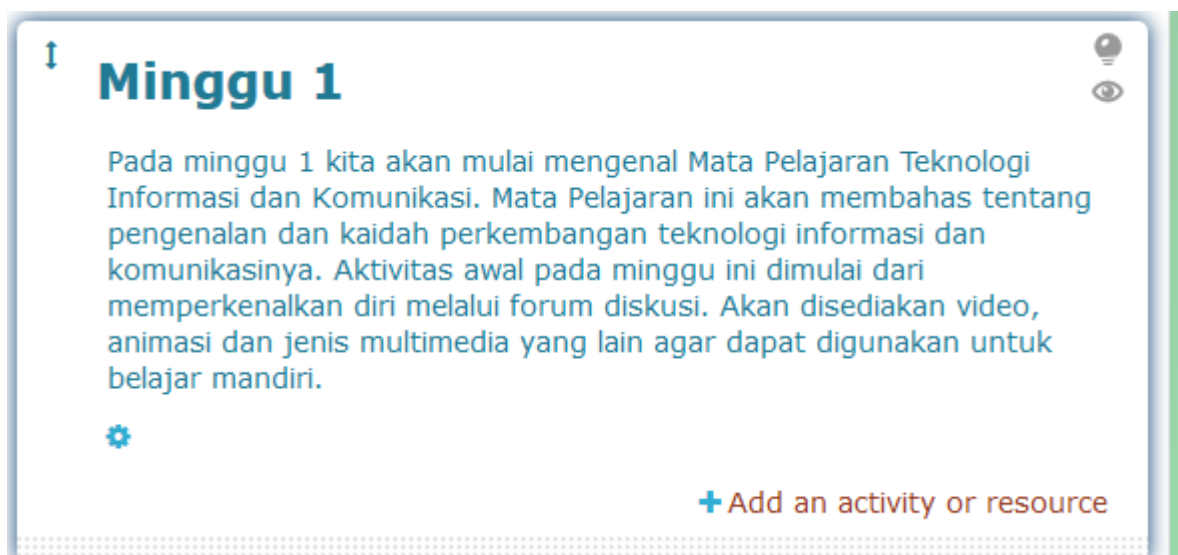 Minggu 1
Pada minggu 1 kita akan mulai mengenal Mata Pelajaran Teknologi
Informasi dan Komunikasi. Mata Pelajaran ini akan membahas tentang
pengenalan dan kaidah perkembangan teknologi informasi dan
komunikasinya. Aktivitas awal pada minggu ini dimulai dari
memperkenalkan diri melalui forum diskusi. Akan disediakan video,
animasi dan jenis multimedia yang lain agar dapat digunakan untuk
belajar mandiri.
Add an activity or resource